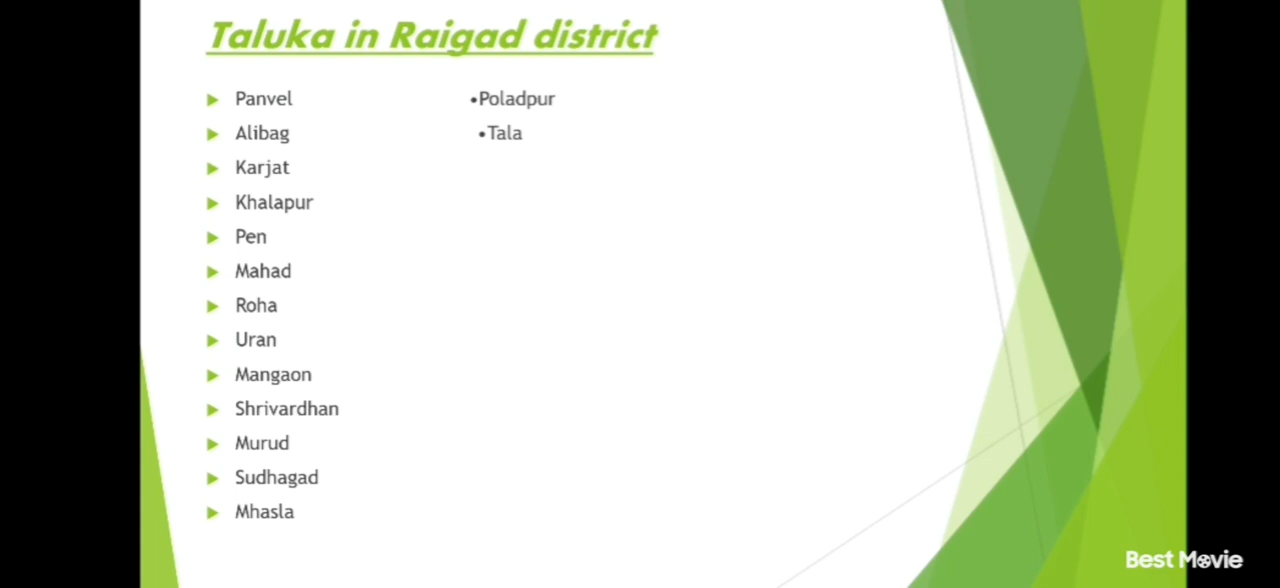 Taluka in Raigad district
Panvel
Alibag
Karjat
Khalapur
Pen
Mahad
Roha
Uran
Mangaon
Shrivardhan
Murud
Sudhagad
Mhasla
•Poladpur
•Tala
Best Movie